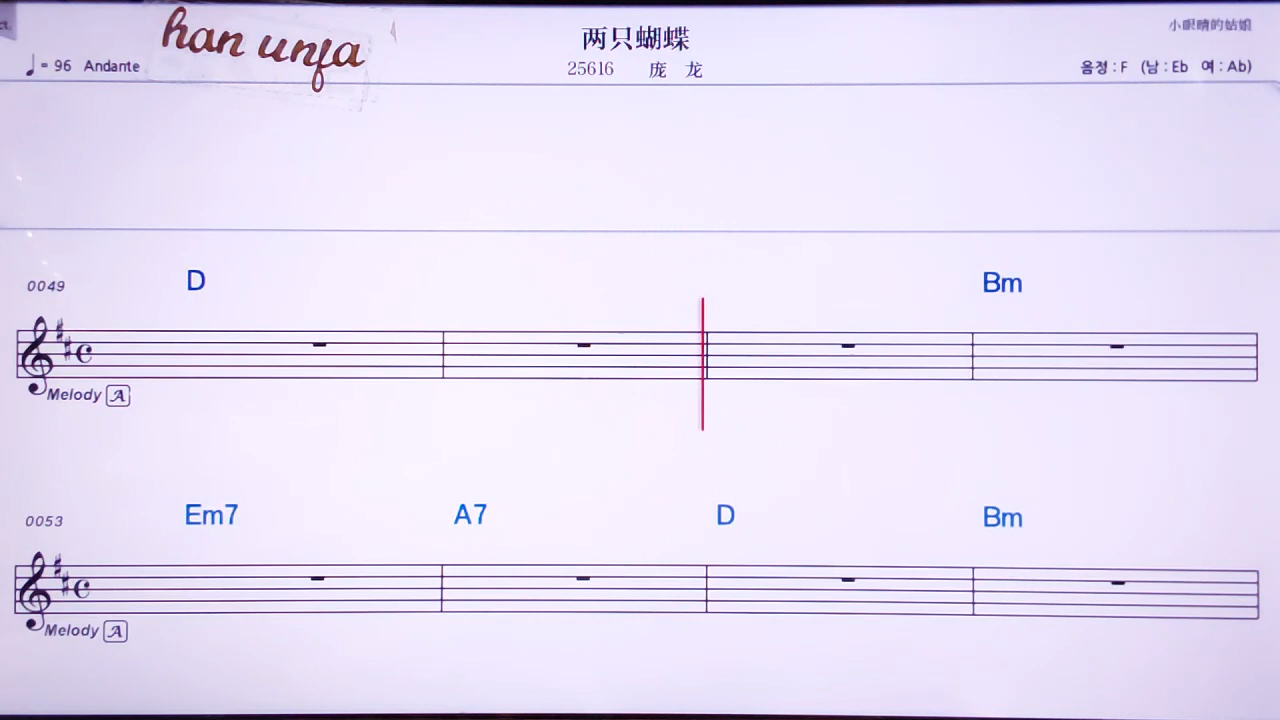 han unfa
两只蝴蝶
小眼睛的姑娘
♩ = 96 Andante
25616 庞 龙
음정 : F (남 : Eb 여 : Ab)
0049
D
Bm
Melody A
0053
Em7 A7 D Bm
Melody A